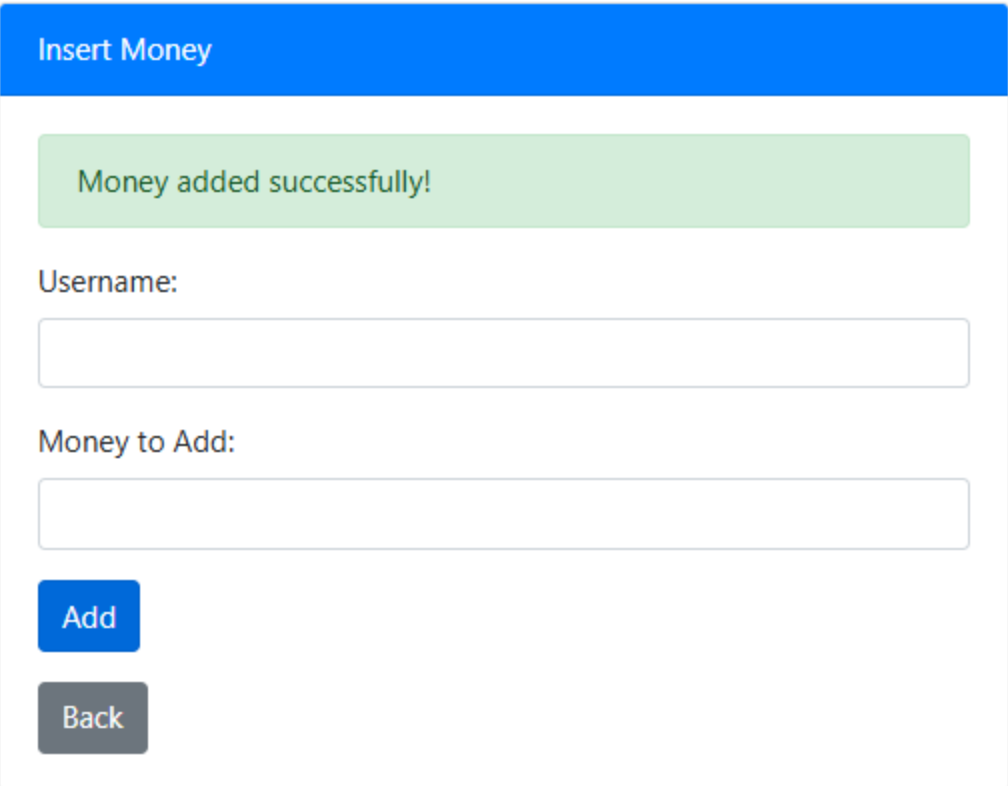 Insert Money
Money added successfully!
Username:
Money to Add:
Add
Back